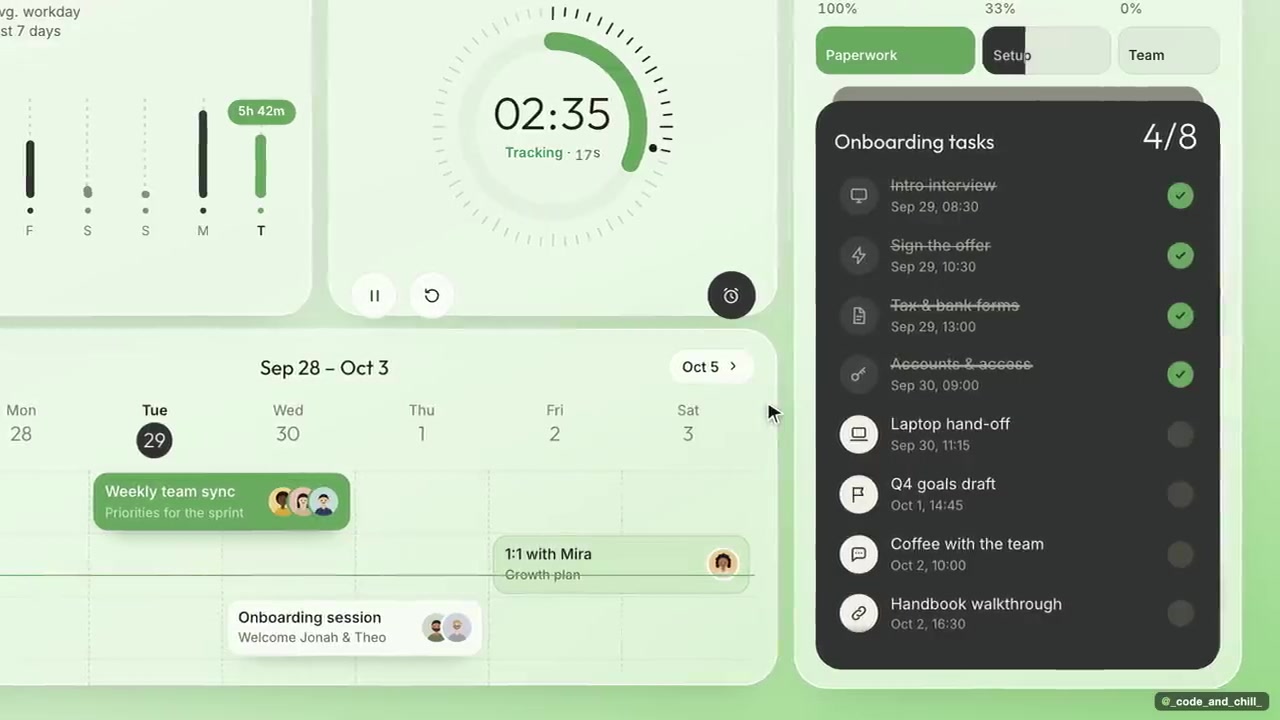 vg. workday
st 7 days
5h 42m
F
S
S
M
T
02:35
Tracking · 17s
100%
33%
0%
Paperwork
Setup
Team
Onboarding tasks
4/8
Intro interview
Sep 29, 08:30
Sign the offer
Sep 29, 10:30
Tax & bank forms
Sep 29, 13:00
Accounts & access
Sep 30, 09:00
Laptop hand-off
Sep 30, 11:15
Q4 goals draft
Oct 1, 14:45
Coffee with the team
Oct 2, 10:00
Handbook walkthrough
Oct 2, 16:30
Sep 28 – Oct 3
Oct 5
Mon
28
Tue
29
Wed
30
Thu
1
Fri
2
Sat
3
Weekly team sync
Priorities for the sprint
1:1 with Mira
Growth plan
Onboarding session
Welcome Jonah & Theo
@_code_and_chill_